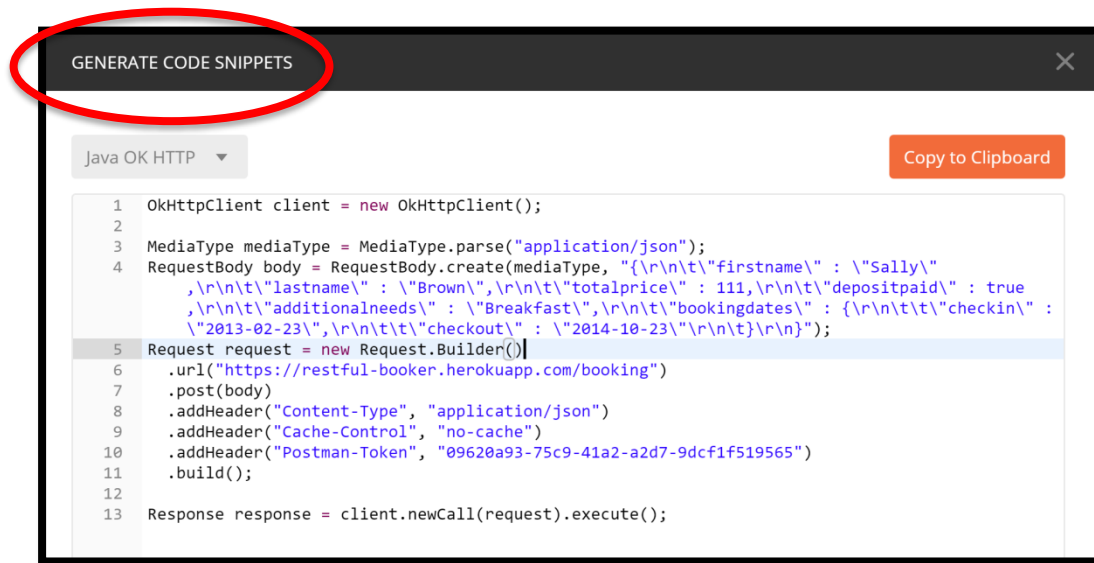 GENERATE CODE SNIPPETS
Java OK HTTP
Copy to Clipboard
1 OkHttpClient client = new OkHttpClient();
2
3 MediaType mediaType = MediaType.parse("application/json");
4 RequestBody body = RequestBody.create(mediaType, "{\r\n\t\"firstname\" : \"Sally\"
,\r\n\t\"lastname\" : \"Brown\",\r\n\t\"totalprice\" : 111,\r\n\t\"depositpaid\" : true
,\r\n\t\"additionalneeds\" : \"Breakfast\",\r\n\t\"bookingdates\" : {\r\n\t\t\"checkin\" :
\"2013-02-23\",\r\n\t\t\"checkout\" : \"2014-10-23\"\r\n\t}\r\n}");
5 Request request = new Request.Builder()
6 .url("https://restful-booker.herokuapp.com/booking")
7 .post(body)
8 .addHeader("Content-Type", "application/json")
9 .addHeader("Cache-Control", "no-cache")
10 .addHeader("Postman-Token", "09620a93-75c9-41a2-a2d7-9dcf1f519565")
11 .build();
12
13 Response response = client.newCall(request).execute();